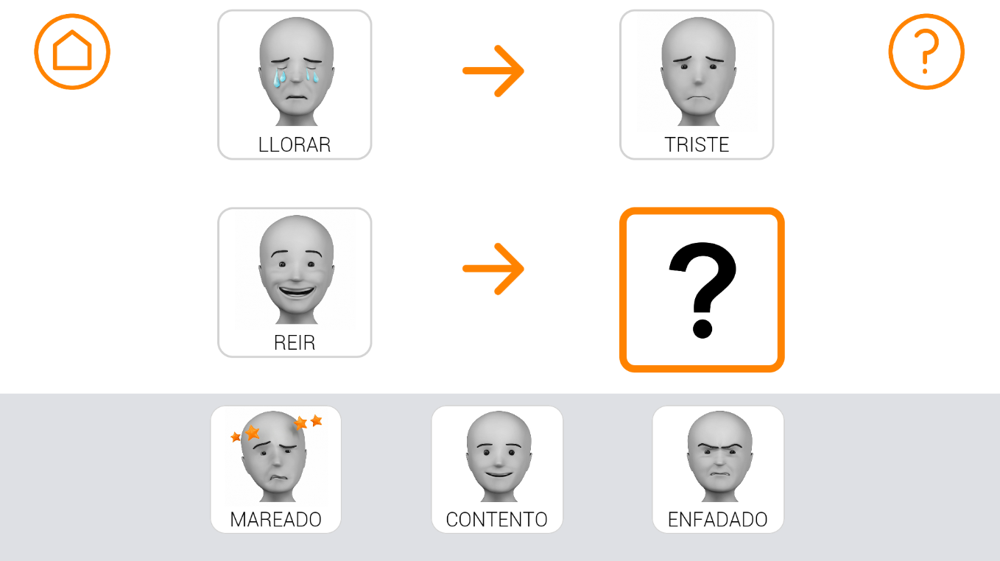 LLORAR
TRISTE
REIR
?
MAREADO
CONTENTO
ENFADADO